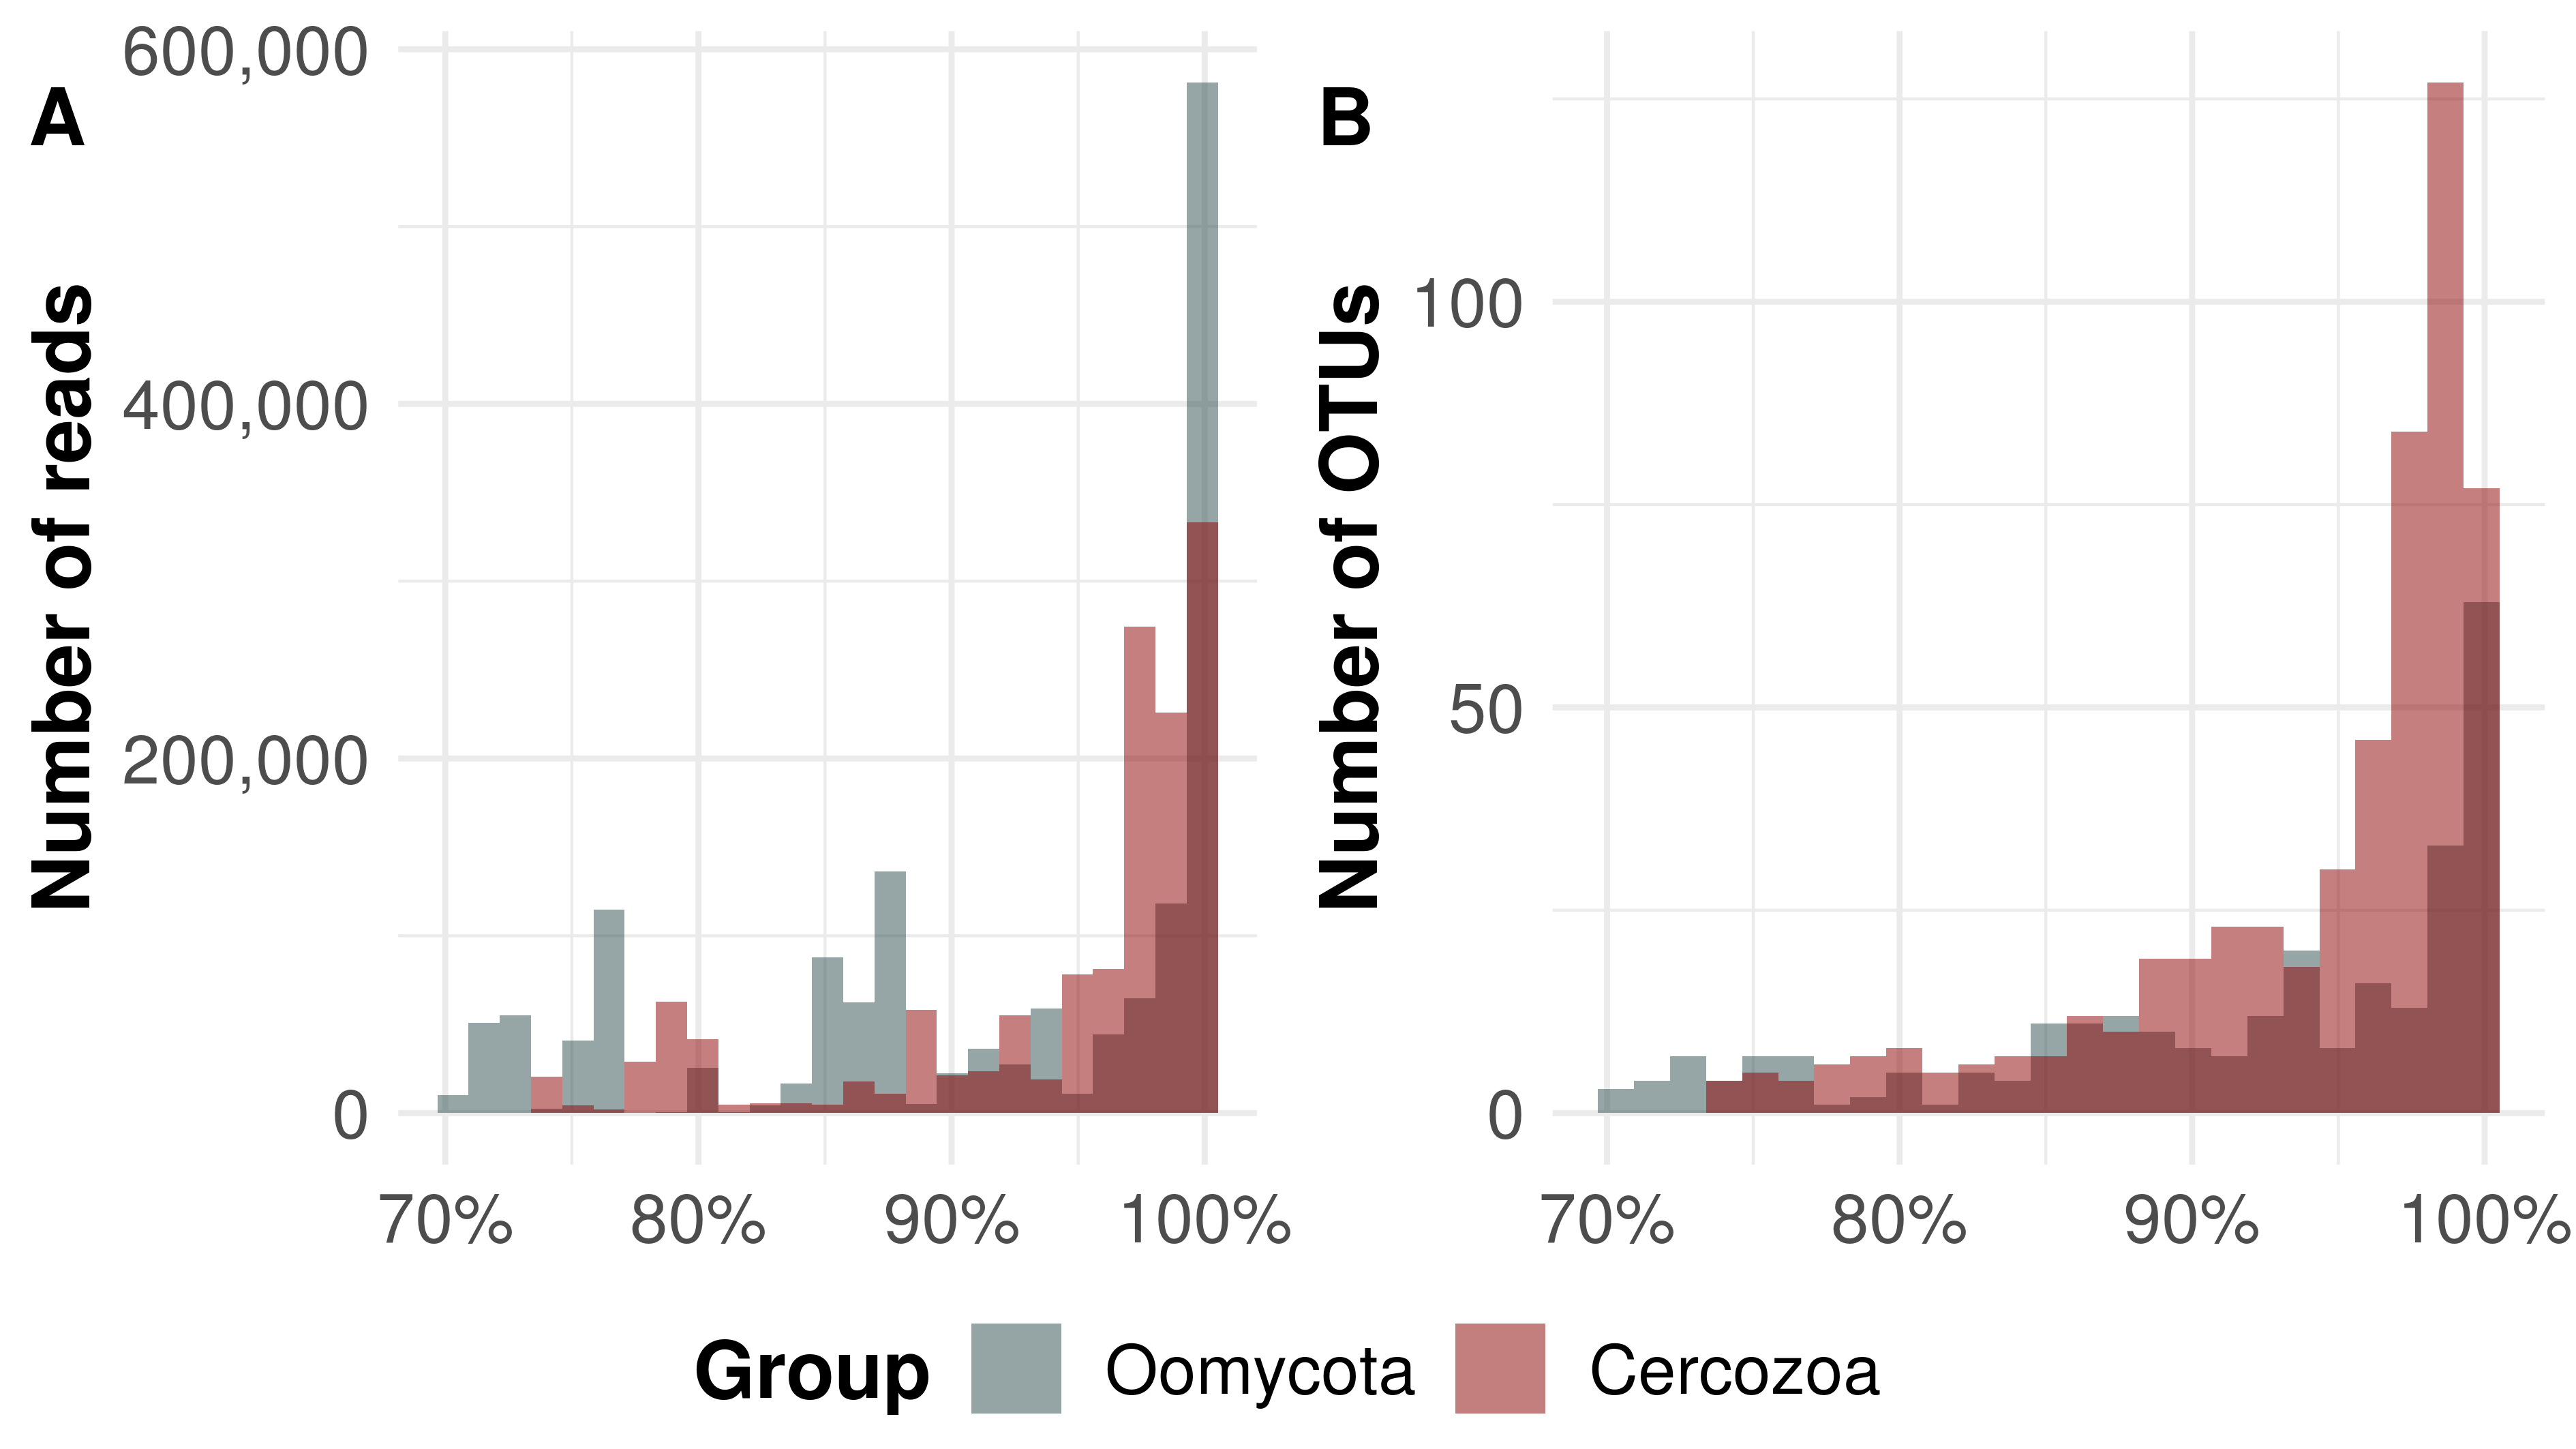 A
Number of reads
600,000
400,000
200,000
0
70% 80% 90% 100%
B
Number of OTUs
100
50
0
70% 80% 90% 100%
Group Oomycota Cercozoa